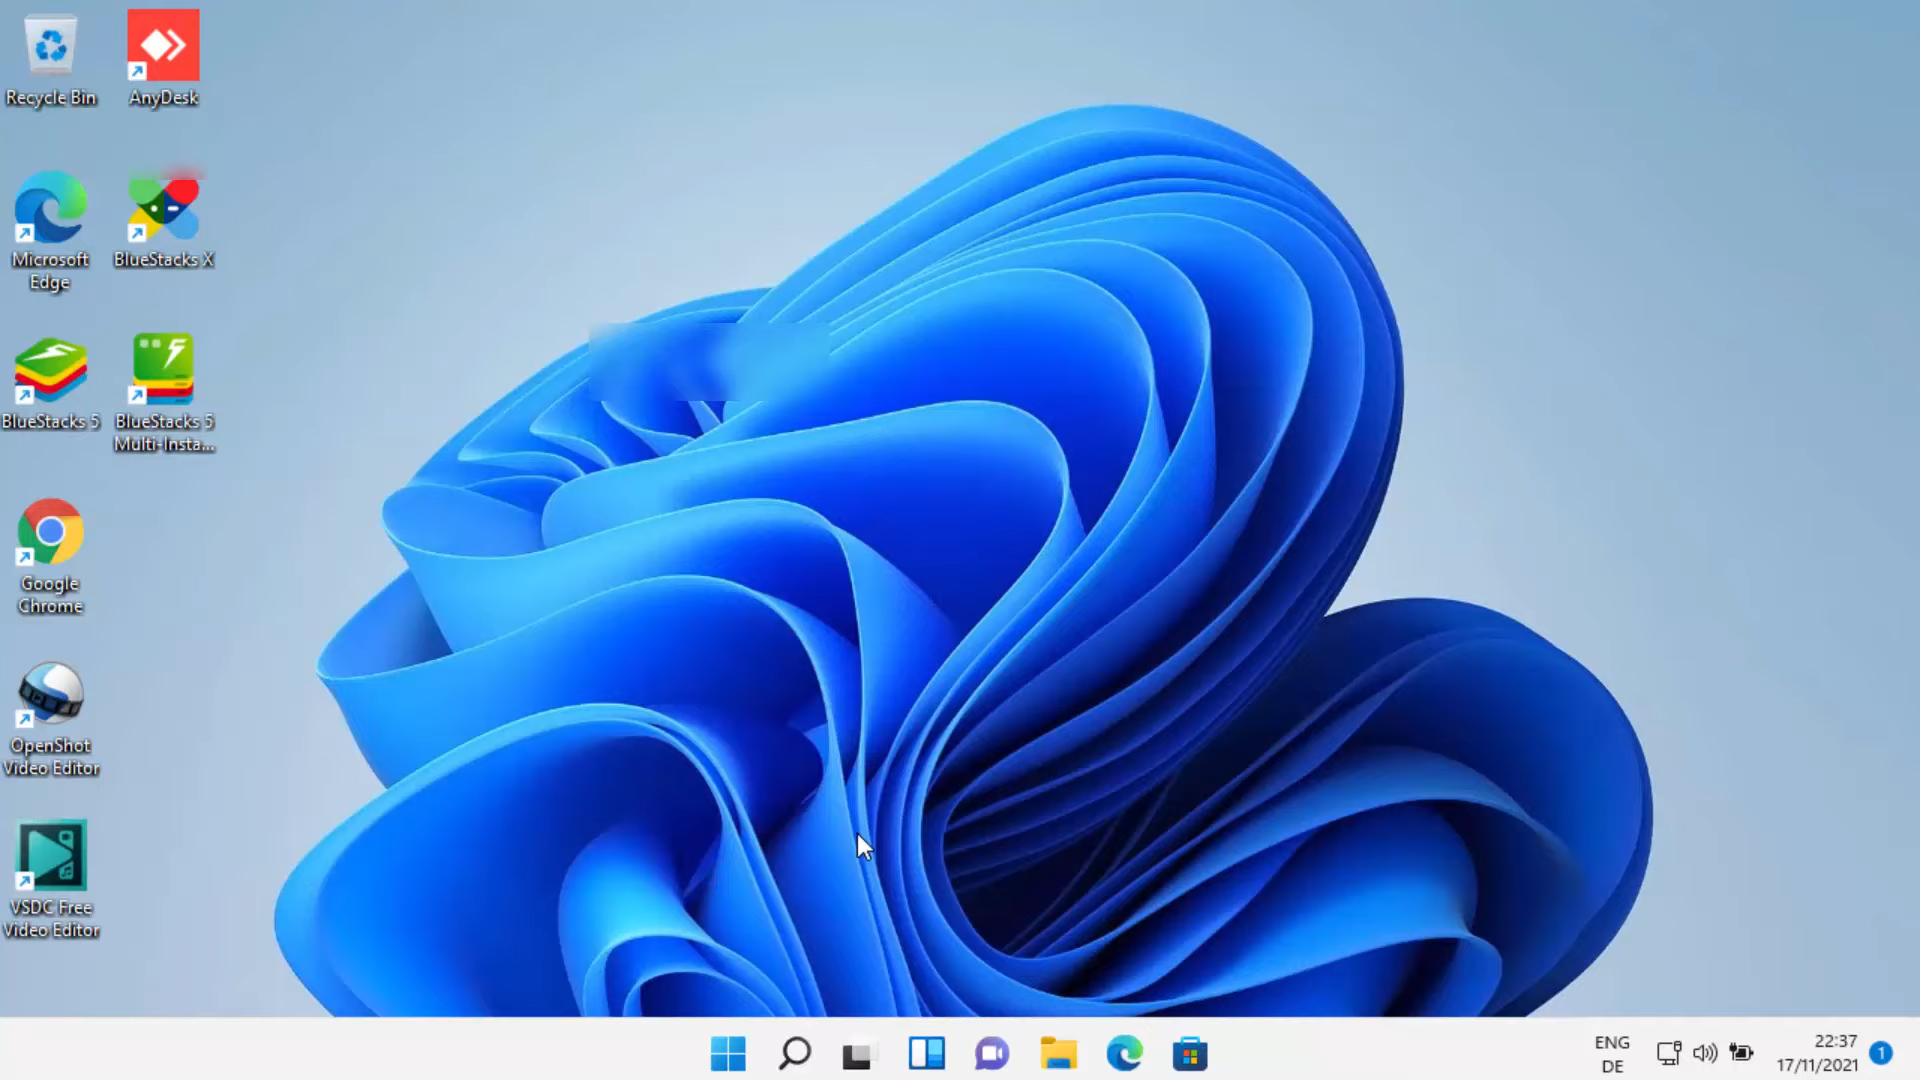 Recycle Bin
AnyDesk
Microsoft
Edge
BlueStacks X
BlueStacks 5
BlueStacks 5
Multi-Insta...
Google
Chrome
OpenShot
Video Editor
VSDC Free
Video Editor
ENG
DE
22:37
17/11/2021
1